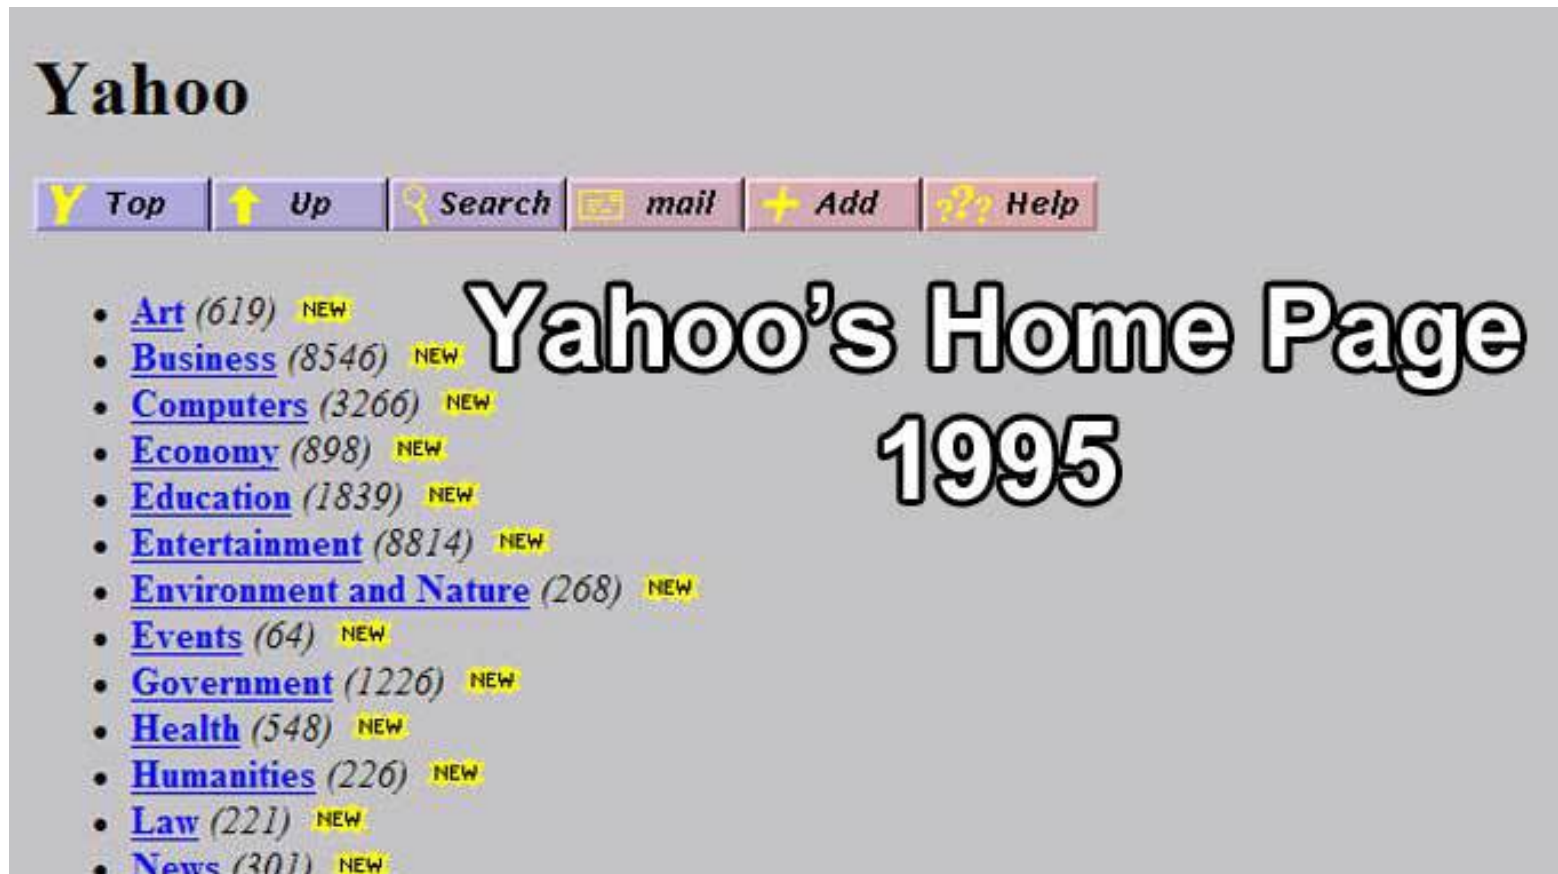 Yahoo
Y Top Up Search mail + Add ??? Help
Yahoo's Home Page
1995
• Art (619) NEW
• Business (8546) NEW
• Computers (3266) NEW
• Economy (898) NEW
• Education (1839) NEW
• Entertainment (8814) NEW
• Environment and Nature (268) NEW
• Events (64) NEW
• Government (1226) NEW
• Health (548) NEW
• Humanities (226) NEW
• Law (221) NEW
• News (301) NEW